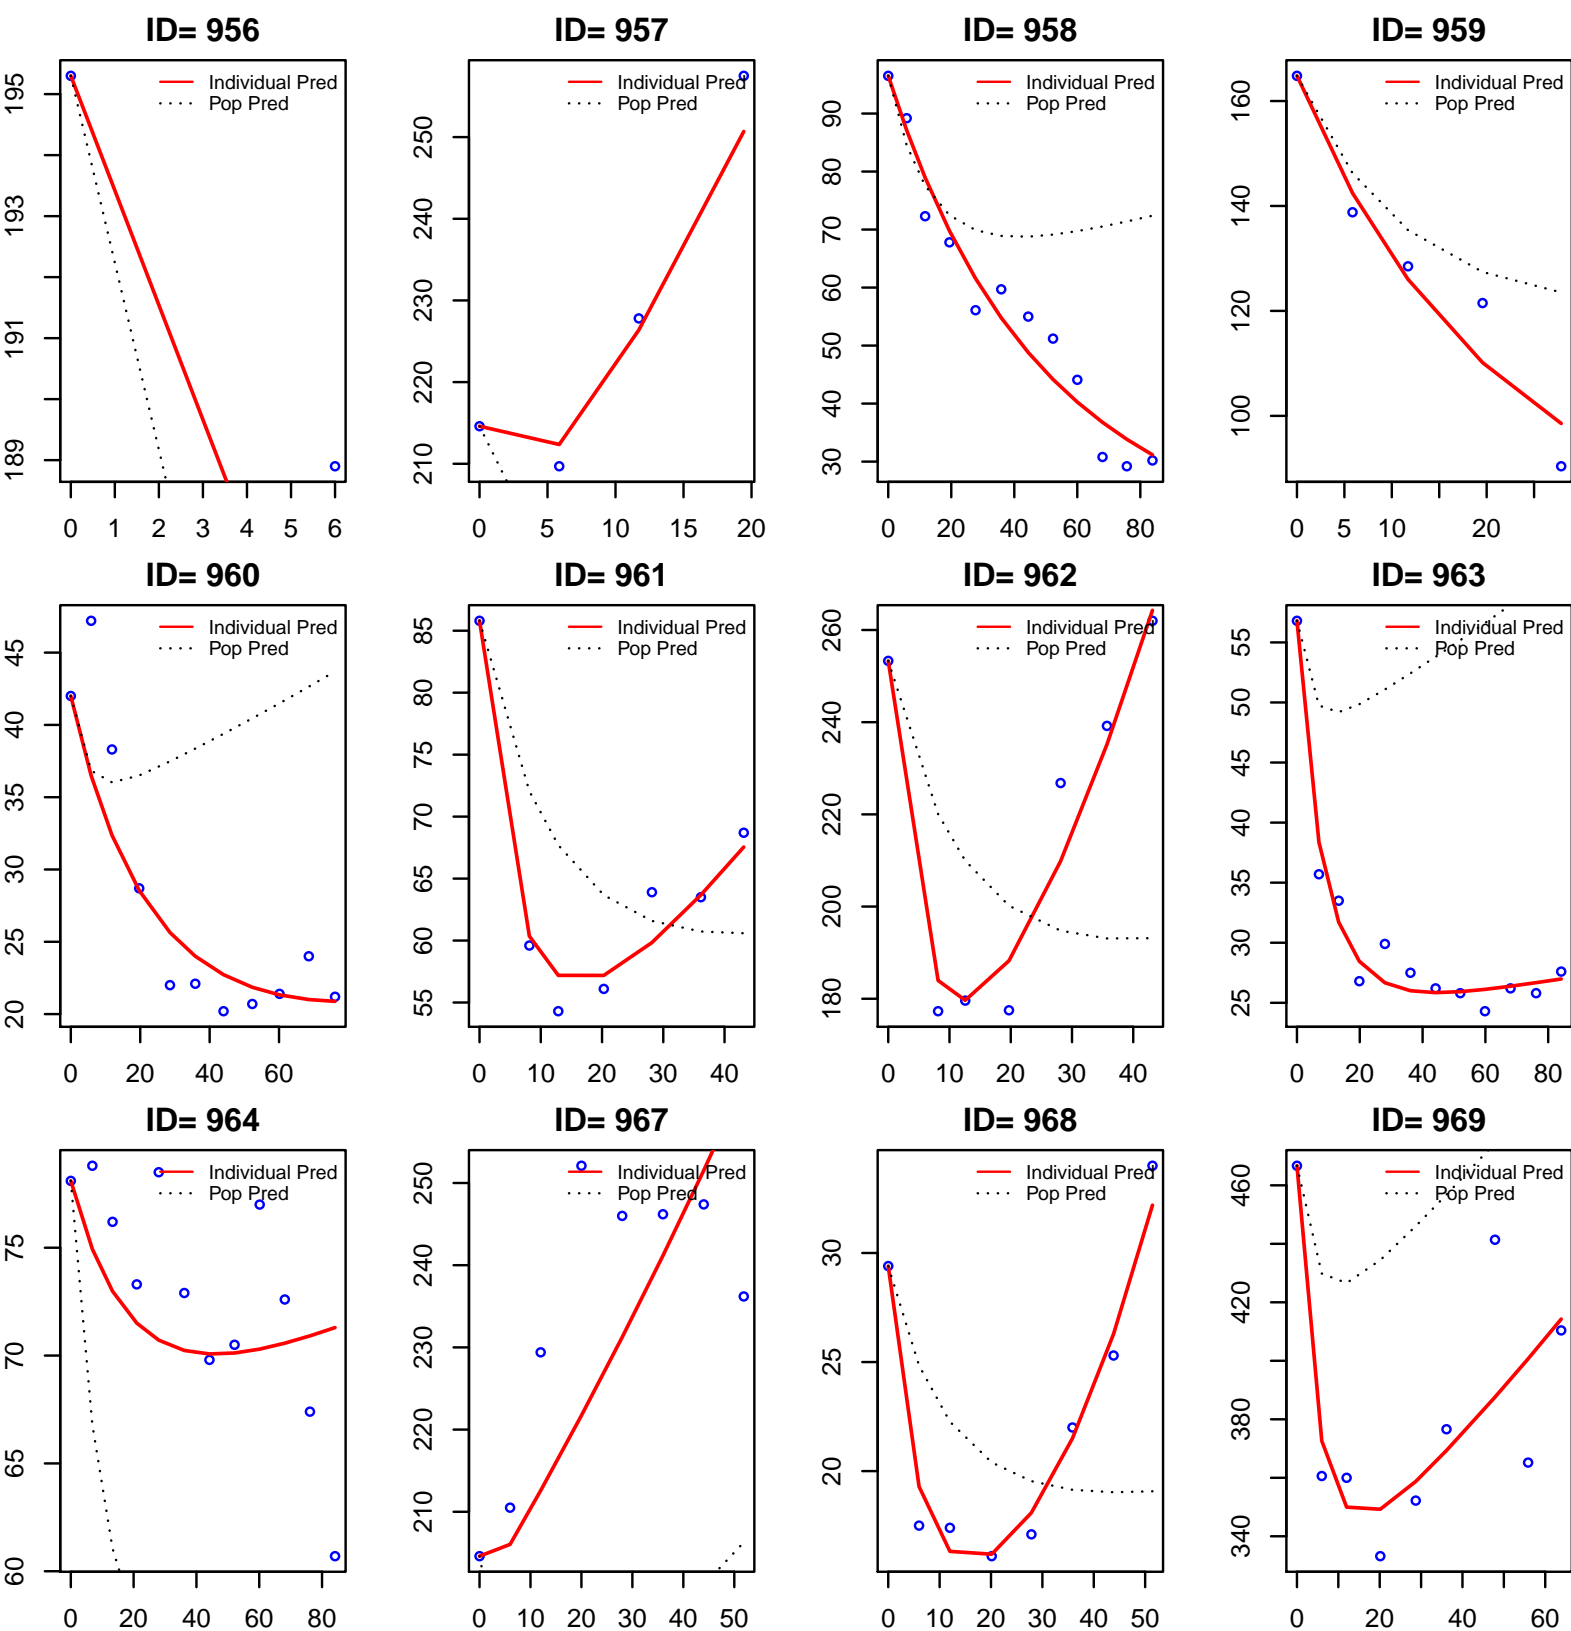 ID= 956 ID= 957 ID= 958 ID= 959
Individual Pred Individual Pred Individual Pred Individual Pred
Pop Pred Pop Pred Pop Pred Pop Pred
195 193 191 189
0 1 2 3 4 5 6
250 240 230 220 210
0 5 10 15 20
90 80 70 60 50 40 30
0 20 40 60 80
160 140 120 100
0 5 10 20
ID= 960 ID= 961 ID= 962 ID= 963
Individual Pred Individual Pred Individual Pred Individual Pred
Pop Pred Pop Pred Pop Pred Pop Pred
45 40 35 30 25 20
0 20 40 60
85 80 75 70 65 60 55
0 10 20 30 40
260 240 220 200 180
0 10 20 30 40
55 50 45 40 35 30 25
0 20 40 60 80
ID= 964 ID= 967 ID= 968 ID= 969
Individual Pred Individual Pred Individual Pred Individual Pred
Pop Pred Pop Pred Pop Pred Pop Pred
75 70 65 60
0 20 40 60 80
250 240 230 220 210
0 10 20 30 40 50
30 25 20
0 10 20 30 40 50
460 420 380 340
0 20 40 60